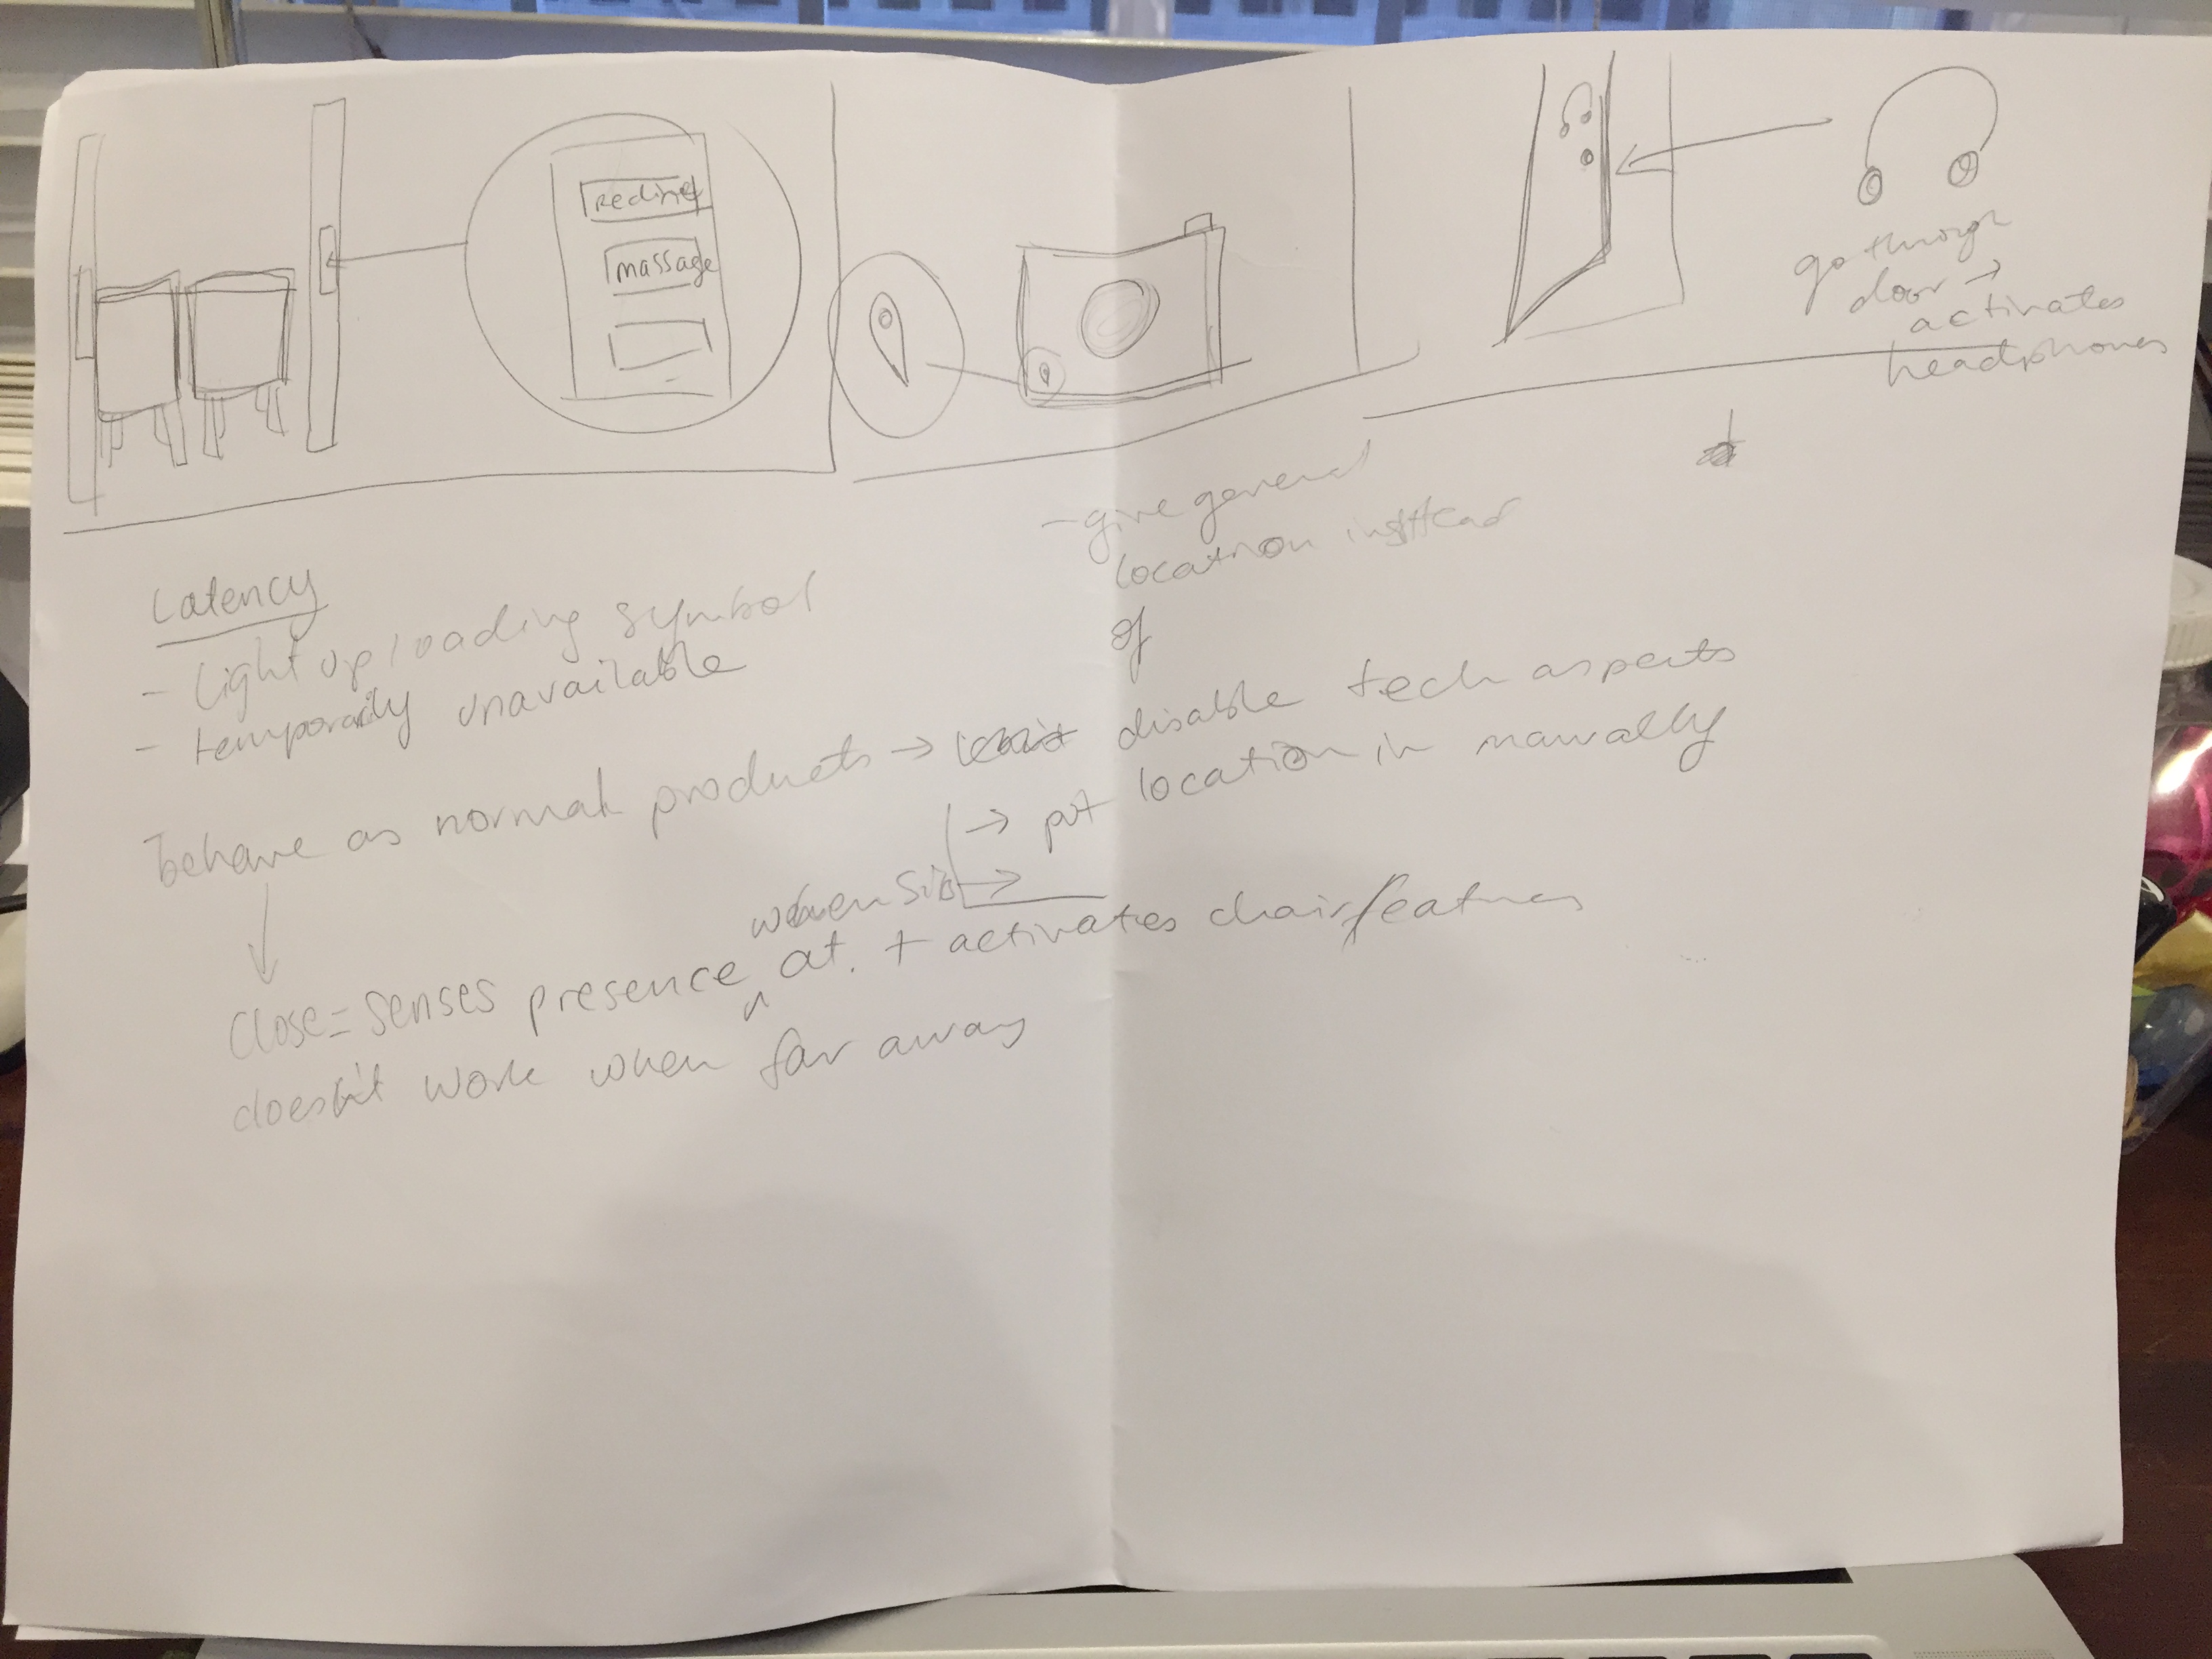 recline
massage
go through
door →
activates
headphones
- give general
location instead
of
Latency
- light up loading symbol
- temporarily unavailable
behave as normal products → disable tech aspects
→ put location in manually
→
when sit
Close = senses presence ^ at. + activates chair features
doesn't work when far away